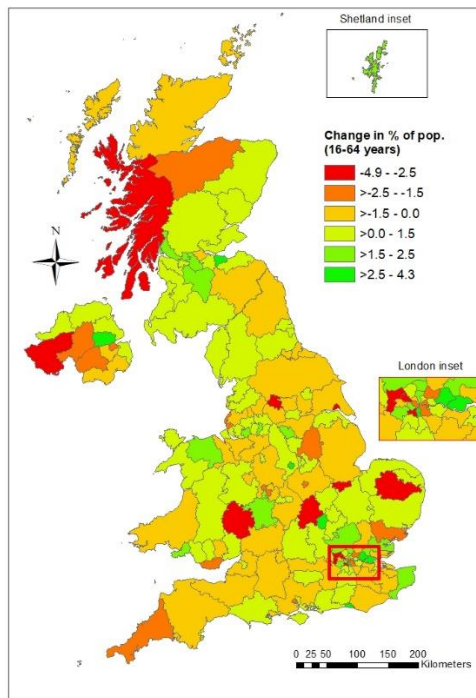 Shetland inset
Change in % of pop.
(16-64 years)
-4.9 - -2.5
>-2.5 - -1.5
>-1.5 - 0.0
>0.0 - 1.5
>1.5 - 2.5
>2.5 - 4.3
N
London inset
0 25 50 100 150 200
Kilometers